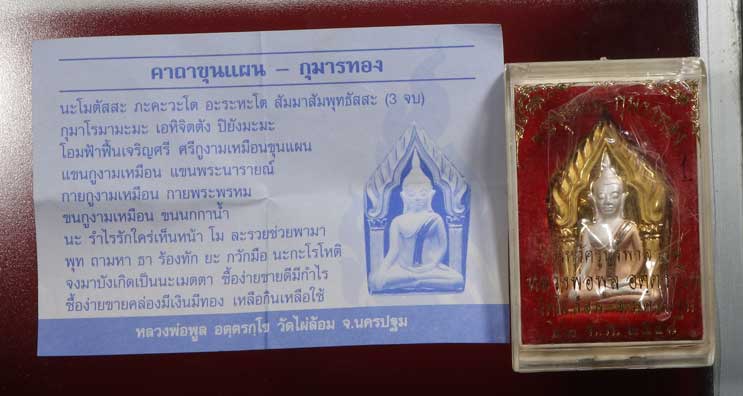 คาถาขุนแผน – กุมารทอง
นะโมตัสสะ ภะคะวะโต อะระหะโต สัมมาสัมพุทธัสสะ (3 จบ)
กุมาโรมามะมะ เอหิจิตตัง ปิยังมะมะ
โอมฟ้าฟื้นเจริญศรี ศรีกูงามเหมือนขุนแผน
แขนกูงามเหมือน แขนพระนารายณ์
กายกูงามเหมือน กายพระพรหม
ขนกูงามเหมือน ขนนกกาน้ำ
นะ รำไรรักใคร่เห็นหน้า โม ละรวยช่วยพามา
พุท ถามหา ธา ร้องทัก ยะ กวักมือ นะกะโรโหติ
จงมาบังเกิดเป็นนะเมตตา ซื้อง่ายขายดีมีกำไร
ซื้อง่ายขายคล่องมีเงินมีทอง เหลือกินเหลือใช้
หลวงพ่อพูล อตฺตรกฺโข วัดไผ่ล้อม จ.นครปฐม
หลวงพ่อพูล